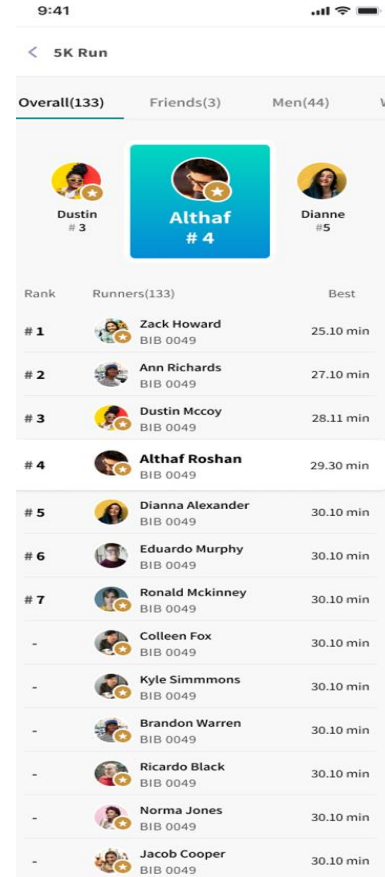 9:41
5K Run
Overall(133) Friends(3) Men(44)
Dustin
# 3
Althaf
# 4
Dianne
#5
Rank Runners(133) Best
# 1 Zack Howard 25.10 min
BIB 0049
# 2 Ann Richards 27.10 min
BIB 0049
# 3 Dustin Mccoy 28.11 min
BIB 0049
# 4 Althaf Roshan 29.30 min
BIB 0049
# 5 Dianna Alexander 30.10 min
BIB 0049
# 6 Eduardo Murphy 30.10 min
BIB 0049
# 7 Ronald Mckinney 30.10 min
BIB 0049
- Colleen Fox 30.10 min
BIB 0049
- Kyle Simmmons 30.10 min
BIB 0049
- Brandon Warren 30.10 min
BIB 0049
- Ricardo Black 30.10 min
BIB 0049
- Norma Jones 30.10 min
BIB 0049
- Jacob Cooper 30.10 min
BIB 0049